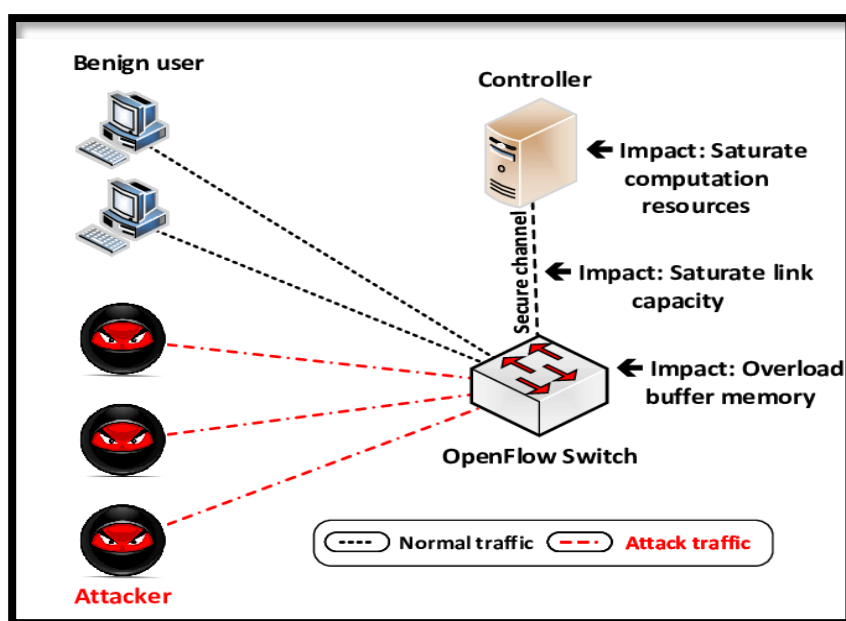 Benign user
Controller
🡰 Impact: Saturate
computation
resources
Secure channel
🡰 Impact: Saturate link
capacity
🡰 Impact: Overload
buffer memory
OpenFlow Switch
Normal traffic
Attack traffic
Attacker